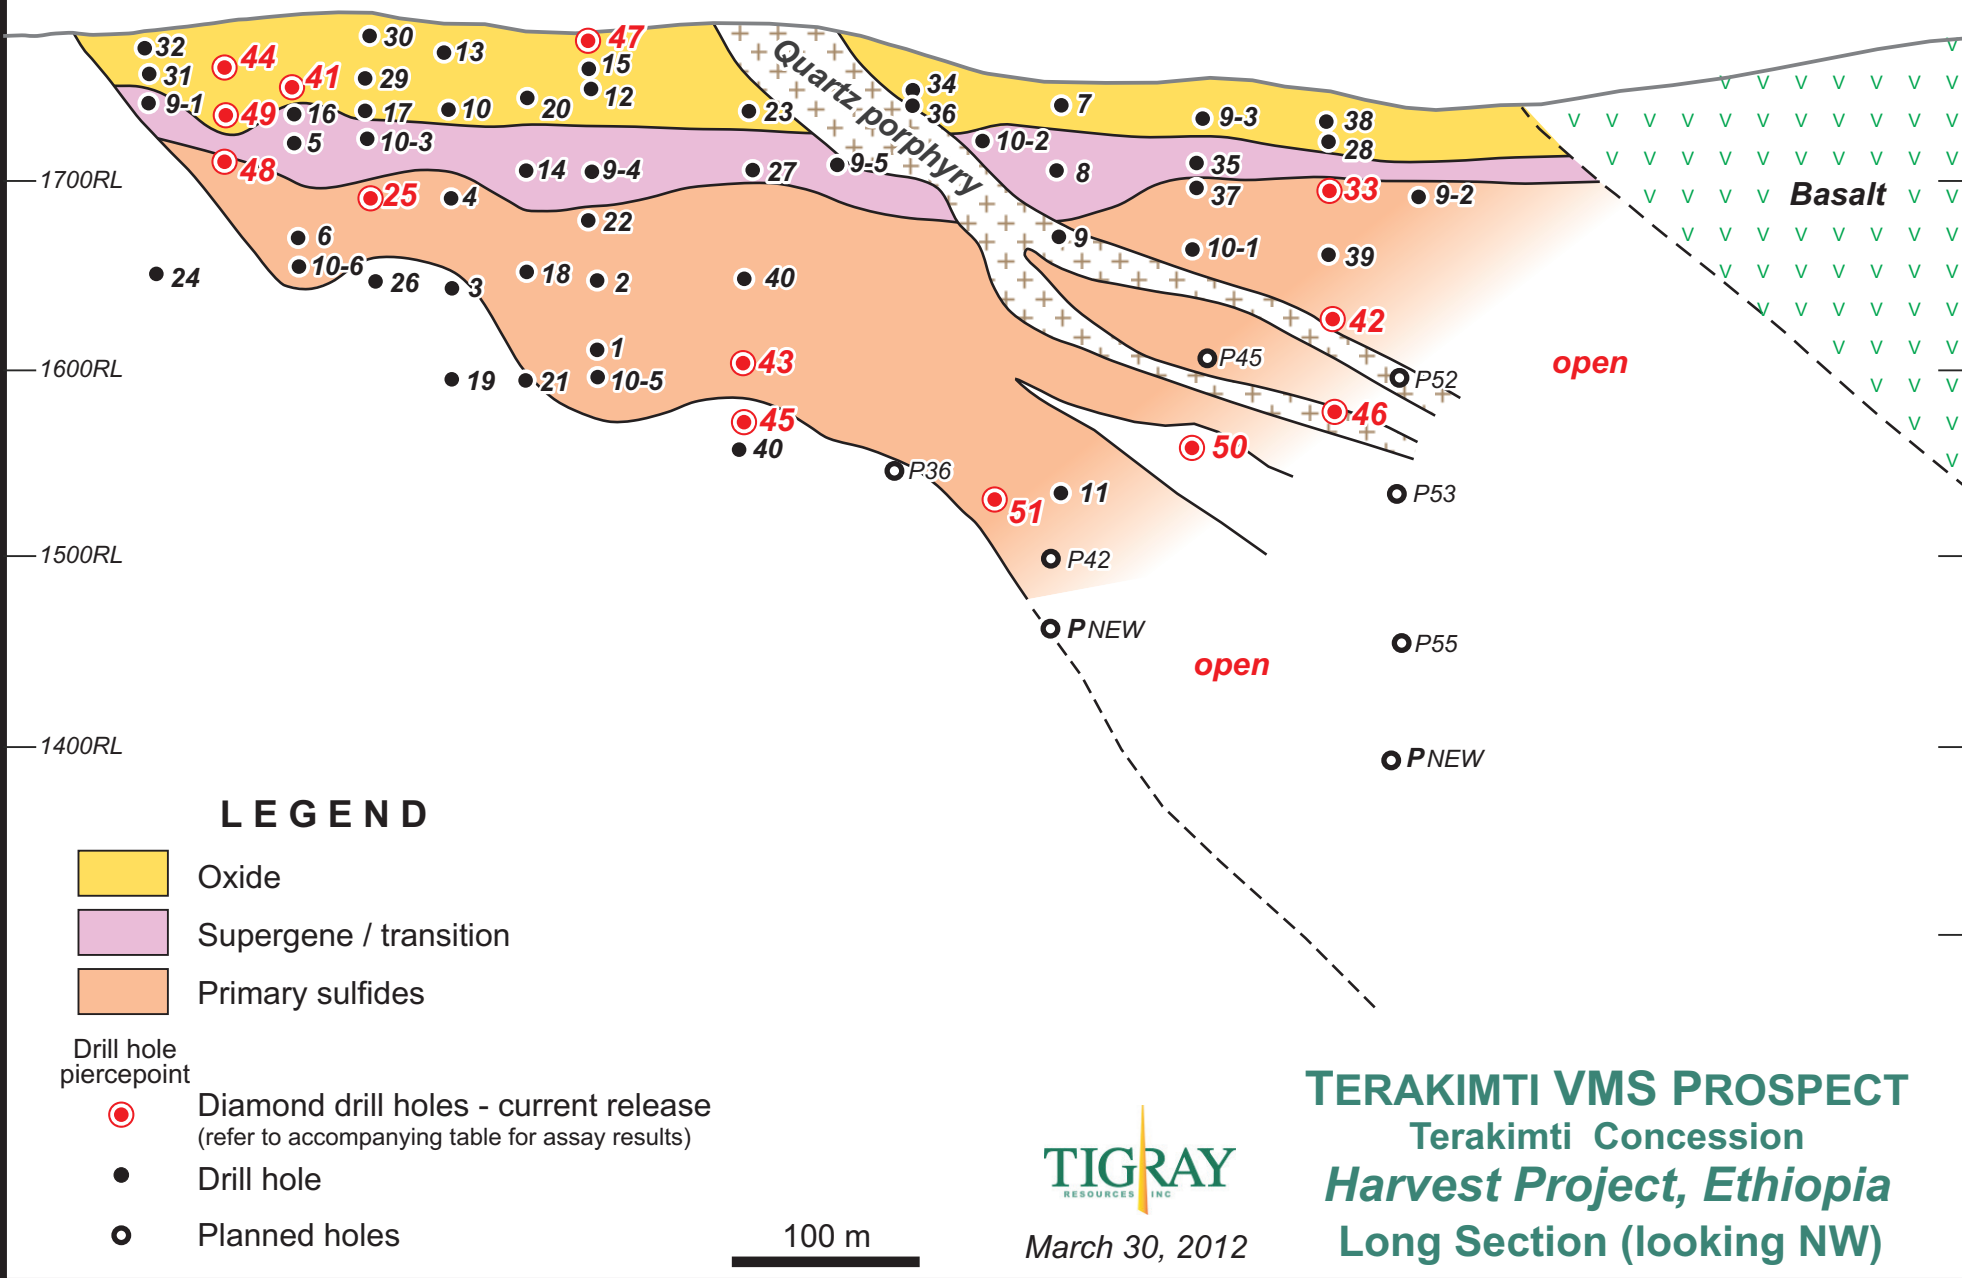 32
30
13
47
44
31
41
29
15
12
34
9-1
49
16
17
10
20
23
36
7
9-3
38
Quartz porphyry
5
10-3
10-2
28
48
14
9-4
27
9-5
8
35
Basalt
1700RL
25
4
37
33
9-2
22
6
9
10-1
39
24
10-6
26
3
18
2
40
42
1
P45
open
1600RL
43
19
21
10-5
P52
45
46
40
50
P36
P53
51
11
1500RL
P42
PNEW
P55
open
1400RL
PNEW
LEGEND
Oxide
Supergene / transition
Primary sulfides
Drill hole
piercepoint
Diamond drill holes - current release
(refer to accompanying table for assay results)
Drill hole
Planned holes
100 m
TIGRAY
RESOURCES INC
March 30, 2012
TERAKIMTI VMS PROSPECT
Terakimti Concession
Harvest Project, Ethiopia
Long Section (looking NW)